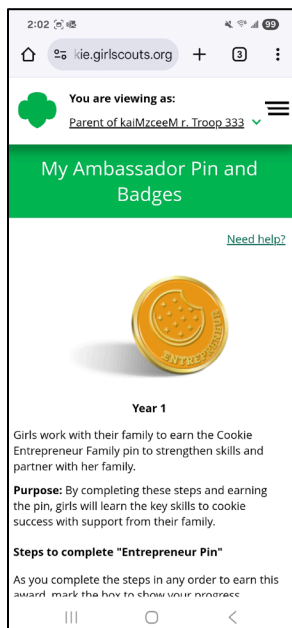 2:02
99
kie.girlscouts.org
3
You are viewing as:
Parent of kaiMzceeM r. Troop 333
My Ambassador Pin and
Badges
Need help?
ENTREPRENEUR
Year 1
Girls work with their family to earn the Cookie
Entrepreneur Family pin to strengthen skills and
partner with her family.
Purpose: By completing these steps and earning
the pin, girls will learn the key skills to cookie
success with support from their family.
Steps to complete "Entrepreneur Pin"
As you complete the steps in any order to earn this
award, mark the box to show your progress